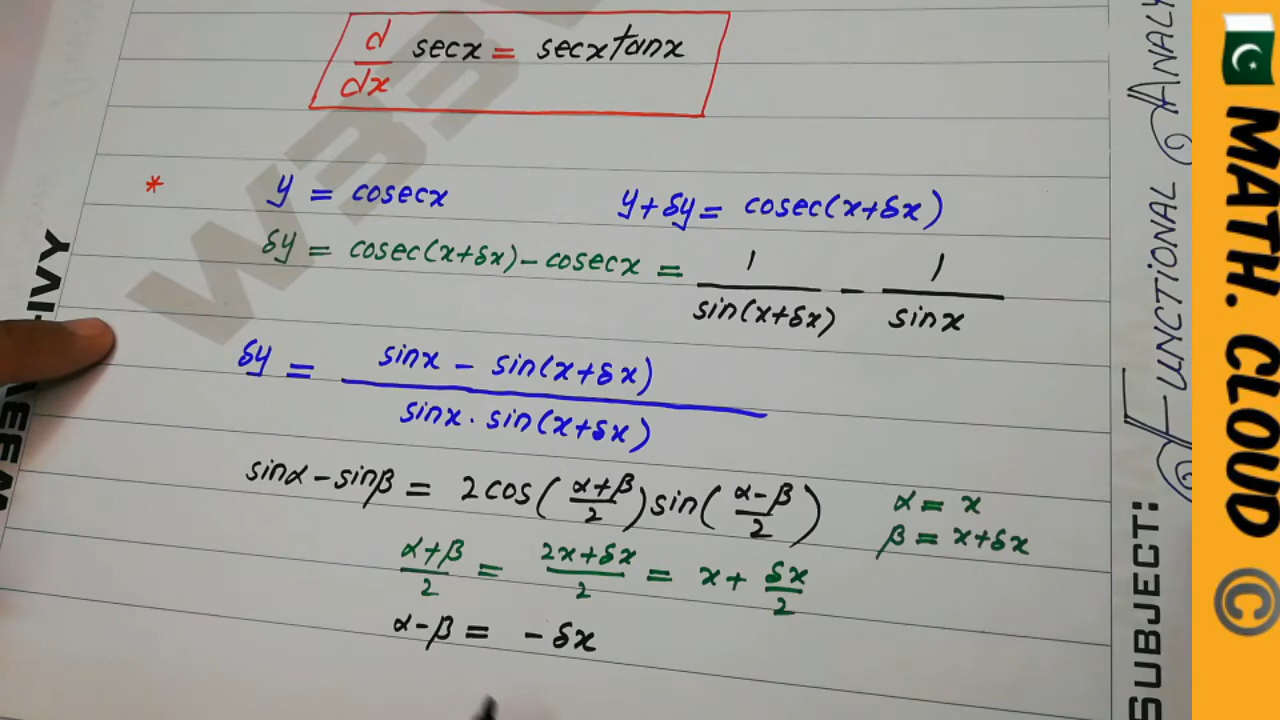 d/dx secx = secx tanx
* y = cosecx y+δy = cosec(x+δx)
δy = cosec(x+δx) - cosecx = 1/sin(x+δx) - 1/sinx
δy = sinx - sin(x+δx) / sinx . sin(x+δx)
sinα - sinβ = 2cos(α+β/2) sin(α-β/2) α = x
β = x+δx
α+β/2 = 2x+δx/2 = x + δx/2
α-β = -δx
SUBJECT: FUNCTIONAL ANALY
MATH. CLOUD ©
W3
-IVY